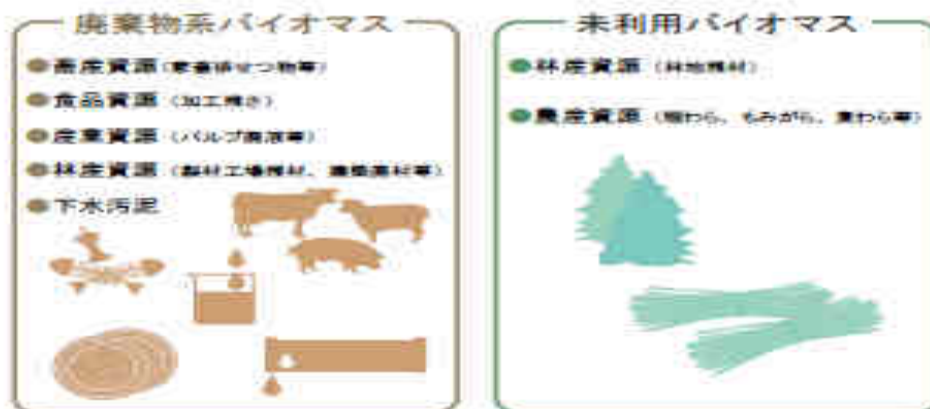 廃棄物系バイオマス
●畜産資源（家畜排せつ物等）
●食品資源（加工残さ）
●産業資源（パルプ廃液等）
●林産資源（製材工場残材、建築廃材等）
●下水汚泥
未利用バイオマス
●林産資源（林地残材）
●農産資源（稲わら、もみがら、麦わら等）